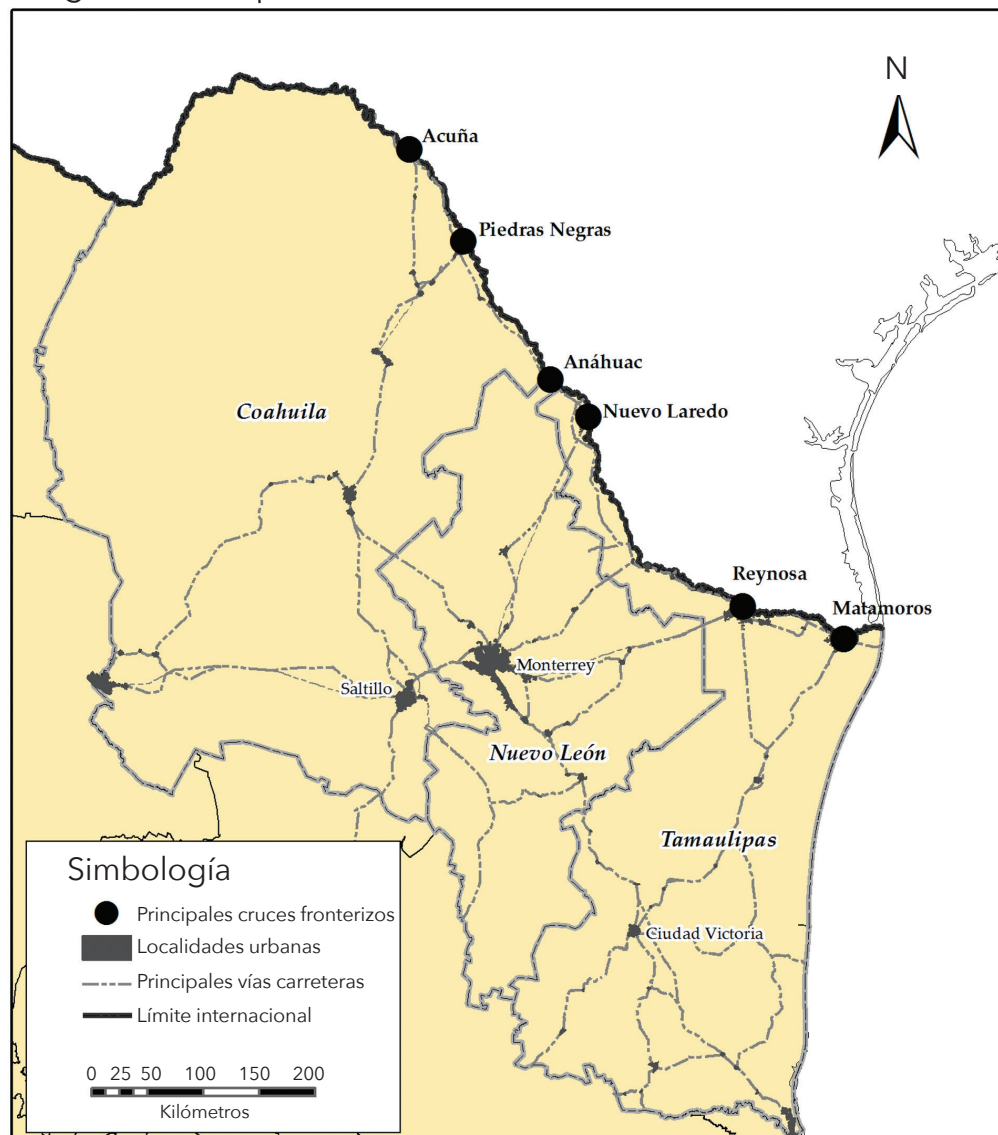 N
Acuña
Piedras Negras
Anáhuac
Nuevo Laredo
Coahuila
Reynosa
Matamoros
Monterrey
Saltillo
Nuevo León
Tamaulipas
Ciudad Victoria
Simbología
Principales cruces fronterizos
Localidades urbanas
Principales vías carreteras
Límite internacional
0 25 50 100 150 200
Kilómetros